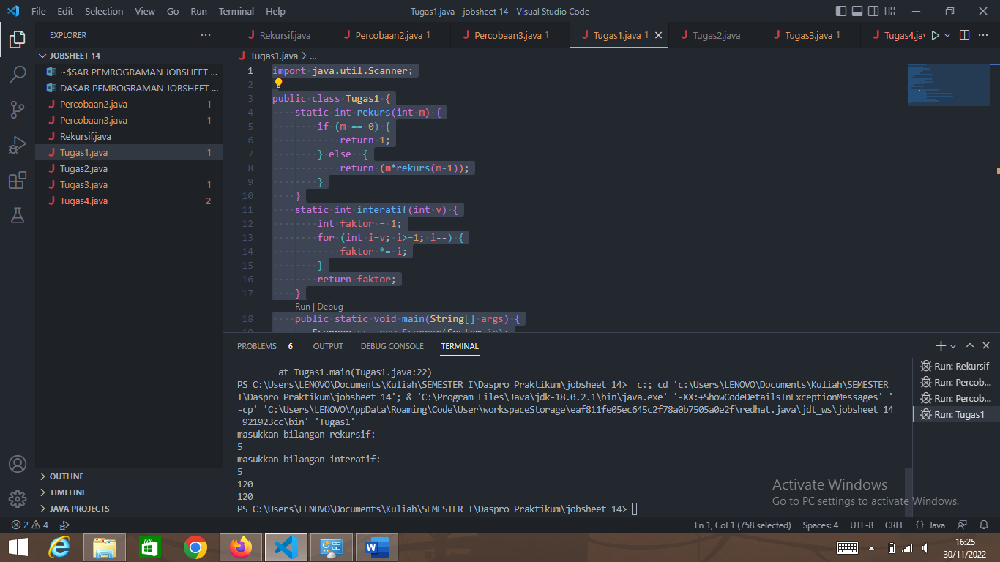 File Edit Selection View Go Run Terminal Help
Tugas1.java - jobsheet 14 - Visual Studio Code
EXPLORER
JOBSHEET 14
~$SAR PEMROGRAMAN JOBSHEET ...
DASAR PEMROGRAMAN JOBSHEET ...
Percobaan2.java 1
Percobaan3.java 1
Rekursif.java
Tugas1.java 1
Tugas2.java
Tugas3.java 1
Tugas4.java 2
OUTLINE
TIMELINE
JAVA PROJECTS
Rekursif.java Percobaan2.java 1 Percobaan3.java 1 Tugas1.java 1 Tugas2.java Tugas3.java 1 Tugas4.jav
Tugas1.java > ...
1 import java.util.Scanner;
2
3 public class Tugas1 {
4 static int rekurs(int m) {
5 if (m == 0) {
6 return 1;
7 } else {
8 return (m*rekurs(m-1));
9 }
10 }
11 static int interatif(int v) {
12 int faktor = 1;
13 for (int i=v; i>=1; i--) {
14 faktor *= i;
15 }
16 return faktor;
17 }
Run | Debug
18 public static void main(String[] args) {
19 Scanner sc = new Scanner(System.in);
PROBLEMS 6 OUTPUT DEBUG CONSOLE TERMINAL
at Tugas1.main(Tugas1.java:22)
PS C:\Users\LENOVO\Documents\Kuliah\SEMESTER I\Daspro Praktikum\jobsheet 14> c:; cd 'c:\Users\LENOVO\Documents\Kuliah\SEMESTER
I\Daspro Praktikum\jobsheet 14'; & 'C:\Program Files\Java\jdk-18.0.2.1\bin\java.exe' '-XX:+ShowCodeDetailsInExceptionMessages' '
-cp' 'C:\Users\LENOVO\AppData\Roaming\Code\User\workspaceStorage\eaf811fe05ec645c2f78a0b7505a0e2f\redhat.java\jdt_ws\jobsheet 14
_921923cc\bin' 'Tugas1'
masukkan bilangan rekursif:
5
masukkan bilangan interatif:
5
120
120
PS C:\Users\LENOVO\Documents\Kuliah\SEMESTER I\Daspro Praktikum\jobsheet 14>
Run: Rekursif
Run: Percob...
Run: Percob...
Run: Tugas1
Activate Windows
Go to PC settings to activate Windows.
2 4
Ln 1, Col 1 (758 selected) Spaces: 4 UTF-8 CRLF {} Java
16:25
30/11/2022